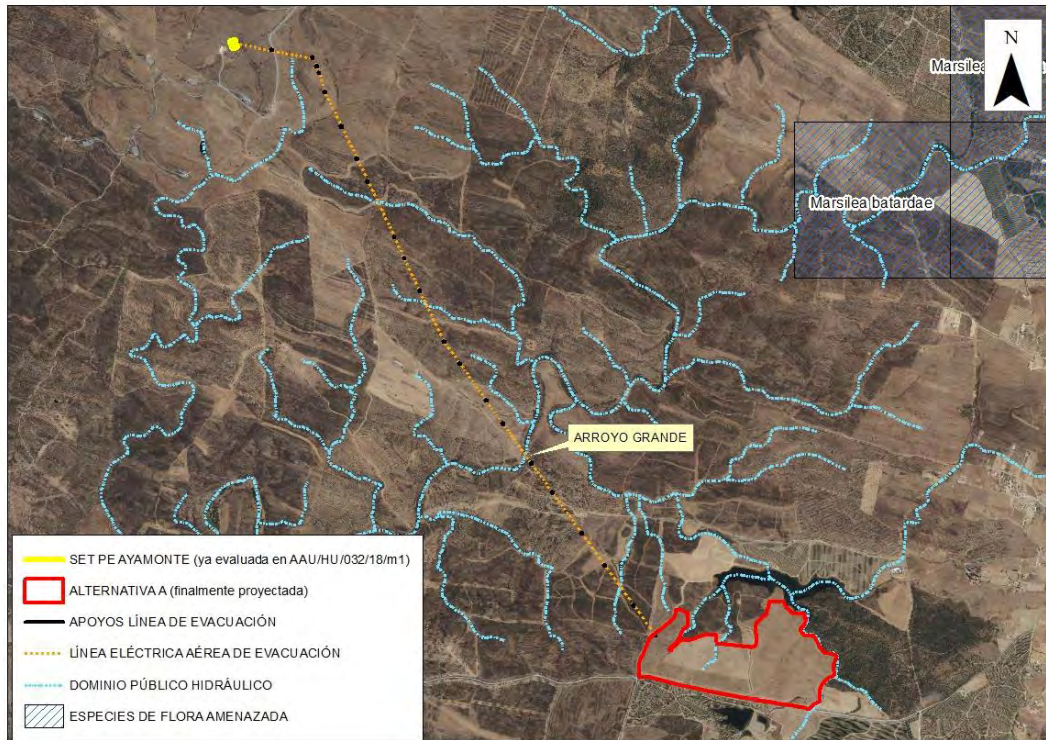 N
Marsilea
Marsilea batardae
ARROYO GRANDE
SET PE AYAMONTE (ya evaluada en AAU/HU/032/18/m1)
ALTERNATIVA A (finalmente proyectada)
APOYOS LÍNEA DE EVACUACIÓN
LÍNEA ELÉCTRICA AÉREA DE EVACUACIÓN
DOMINIO PÚBLICO HIDRÁULICO
ESPECIES DE FLORA AMENAZADA